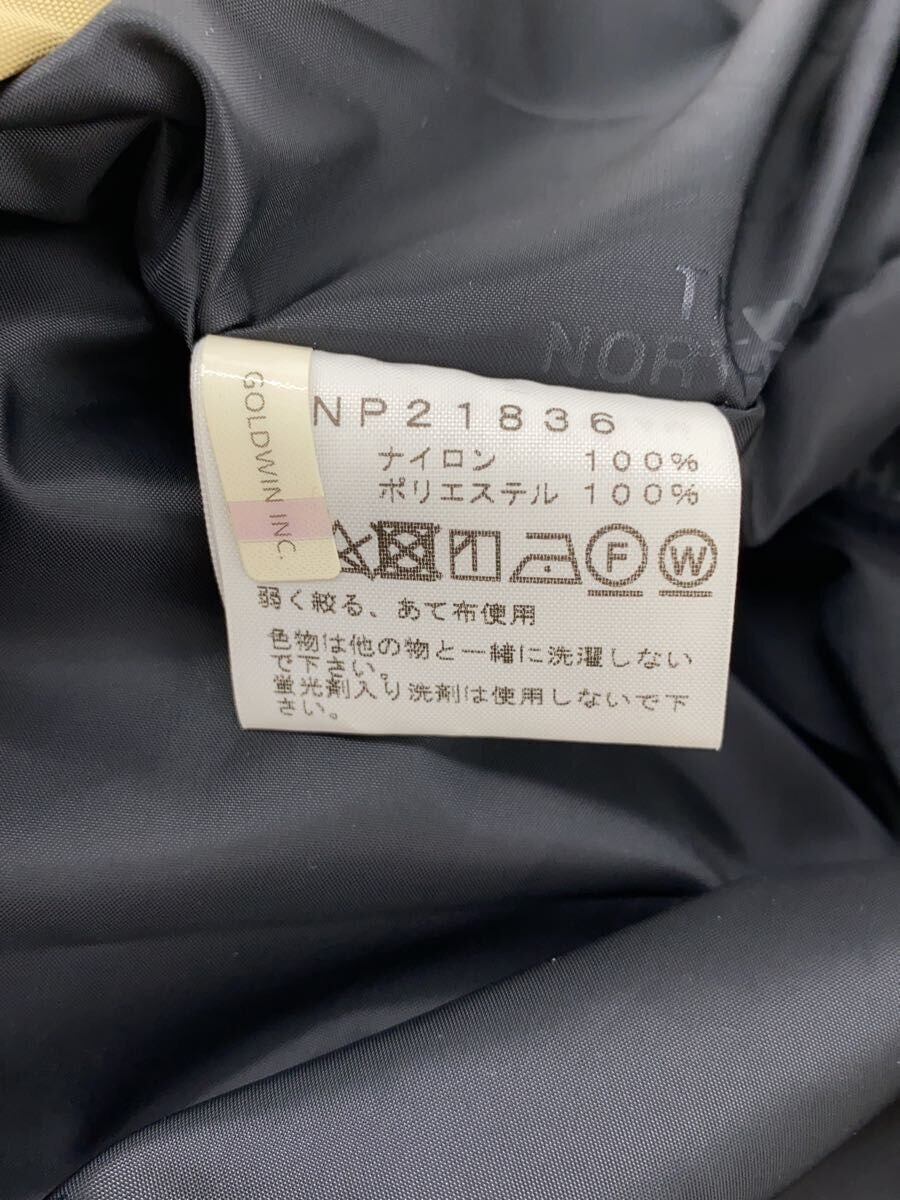 NOR
GOLDWIN INC.
NP21836
ナイロン 100%
ポリエステル 100%
F W
弱く絞る、あて布使用
色物は他の物と一緒に洗濯しない
で下さい。
蛍光剤入り洗剤は使用しないで下
さい。